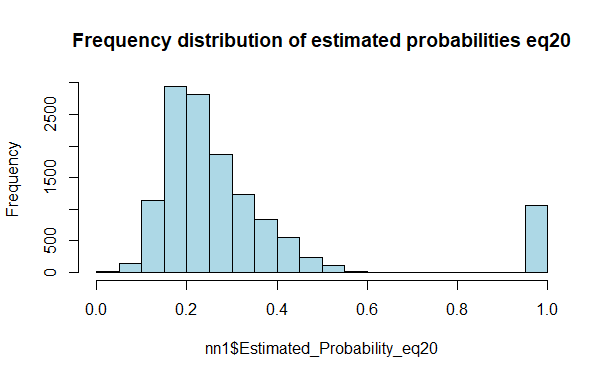 Frequency distribution of estimated probabilities eq20
Frequency
2500
1500
500
0
0.0 0.2 0.4 0.6 0.8 1.0
nn1$Estimated_Probability_eq20